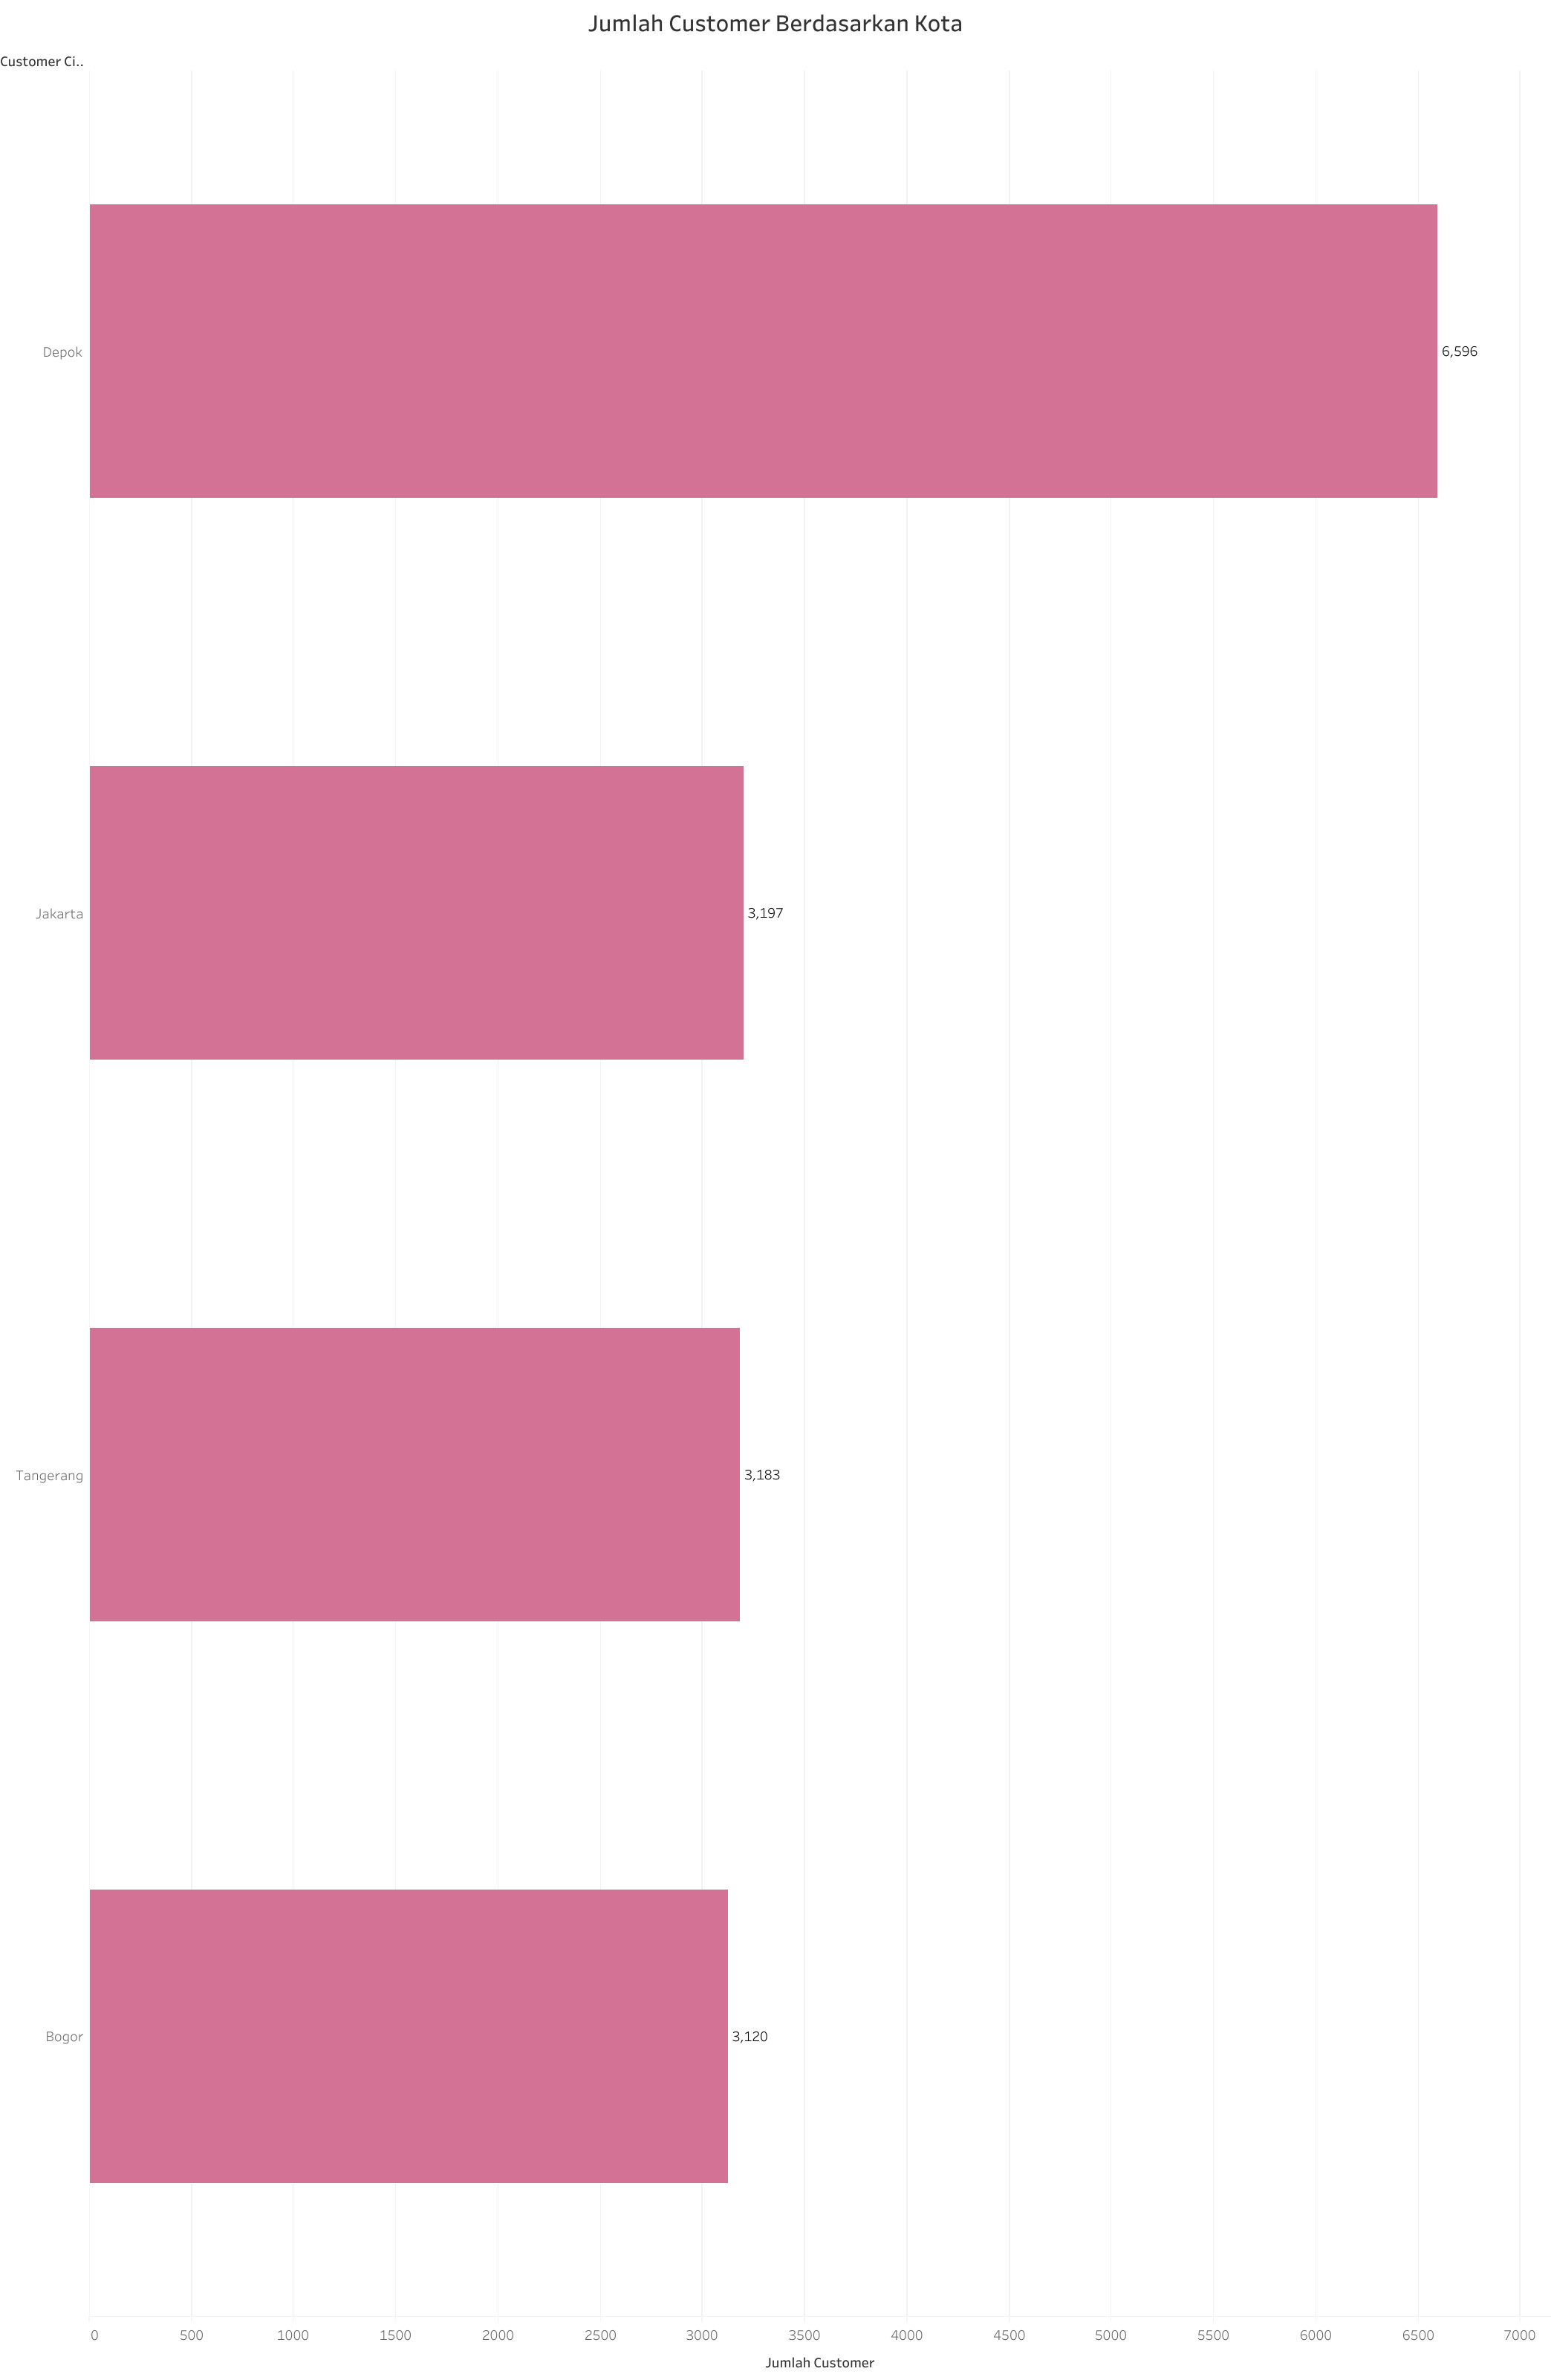 Jumlah Customer Berdasarkan Kota
Customer Ci..
Depok
6,596
Jakarta
3,197
Tangerang
3,183
Bogor
3,120
0 500 1000 1500 2000 2500 3000 3500 4000 4500 5000 5500 6000 6500 7000
Jumlah Customer